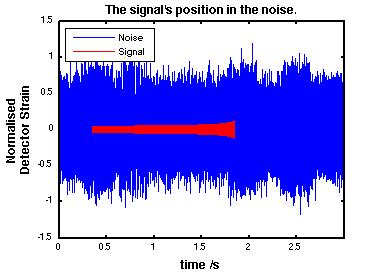 The signal's position in the noise.
1.5
Noise
Signal
1
0.5
0
-0.5
-1
-1.5
Normalised
Detector Strain
0
0.5
1
1.5
2
2.5
time /s